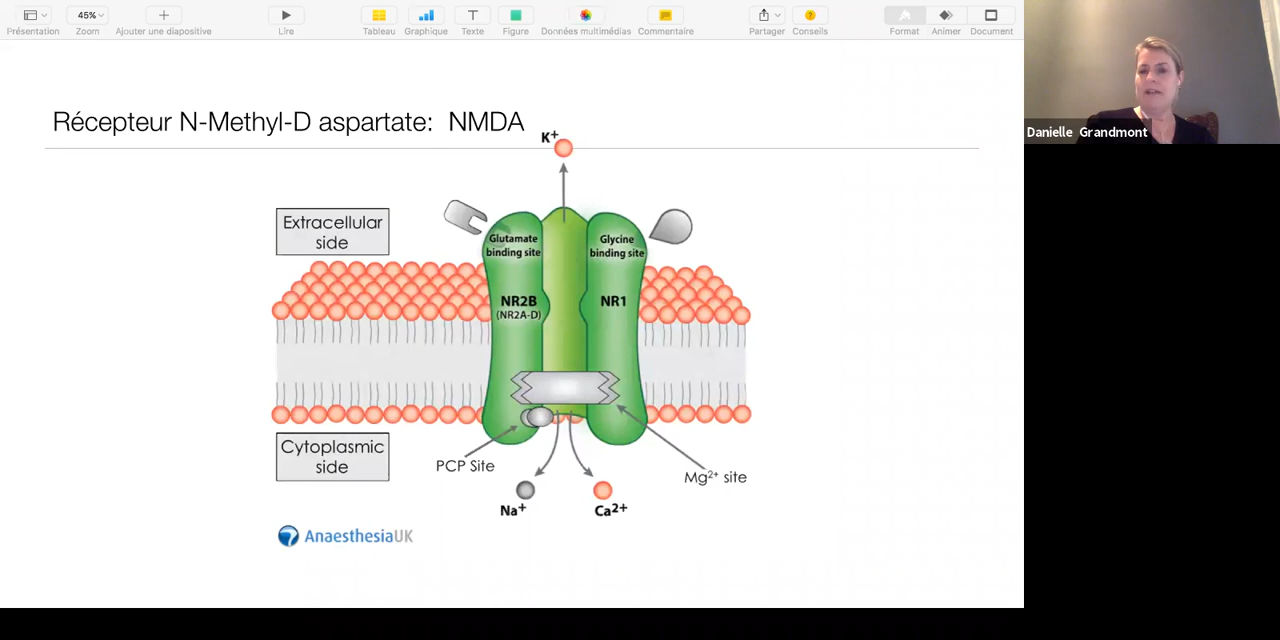 Présentation
45%
Zoom
Ajouter une diapositive
Lire
Tableau
Graphique
Texte
Figure
Données multimédias
Commentaire
Partager
Conseils
Format
Animer
Document
Danielle Grandmont
Récepteur N-Methyl-D aspartate: NMDA
K+
Extracellular
side
Glutamate
binding site
Glycine
binding site
NR2B
(NR2A-D)
NR1
Cytoplasmic
side
PCP Site
Mg2+ site
Na+
Ca2+
AnaesthesiaUK